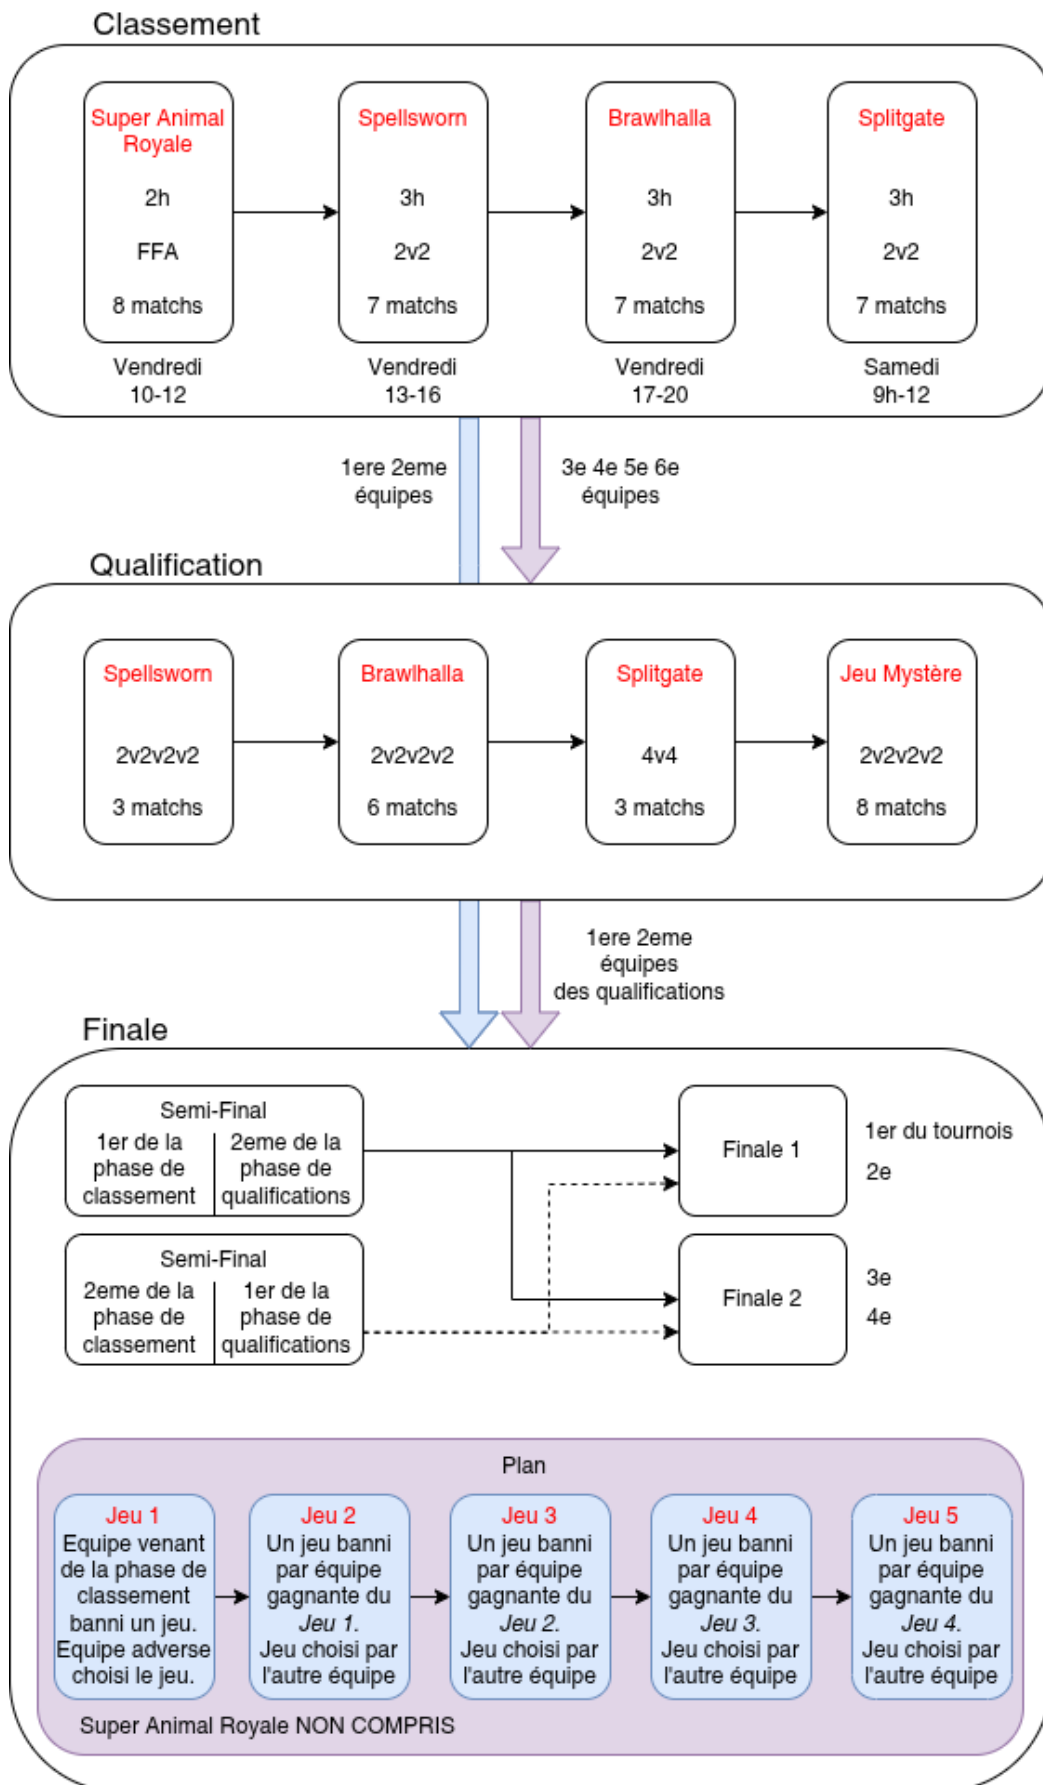 Classement
Super Animal
Royale
2h
FFA
8 matchs
Vendredi
10-12
Spellsworn
3h
2v2
7 matchs
Vendredi
13-16
Brawlhalla
3h
2v2
7 matchs
Vendredi
17-20
Splitgate
3h
2v2
7 matchs
Samedi
9h-12
1ere 2eme
équipes
3e 4e 5e 6e
équipes
Qualification
Spellsworn
2v2v2v2
3 matchs
Brawlhalla
2v2v2v2
6 matchs
Splitgate
4v4
3 matchs
Jeu Mystère
2v2v2v2
8 matchs
1ere 2eme
équipes
des qualifications
Finale
Semi-Final
1er de la
phase de
classement
2eme de la
phase de
qualifications
Finale 1
1er du tournois
2e
Semi-Final
2eme de la
phase de
classement
1er de la
phase de
qualifications
Finale 2
3e
4e
Plan
Jeu 1
Equipe venant
de la phase de
classement
banni un jeu.
Equipe adverse
choisi le jeu.
Jeu 2
Un jeu banni
par équipe
gagnante du
Jeu 1.
Jeu choisi par
l'autre équipe
Jeu 3
Un jeu banni
par équipe
gagnante du
Jeu 2.
Jeu choisi par
l'autre équipe
Jeu 4
Un jeu banni
par équipe
gagnante du
Jeu 3.
Jeu choisi par
l'autre équipe
Jeu 5
Un jeu banni
par équipe
gagnante du
Jeu 4.
Jeu choisi par
l'autre équipe
Super Animal Royale NON COMPRIS